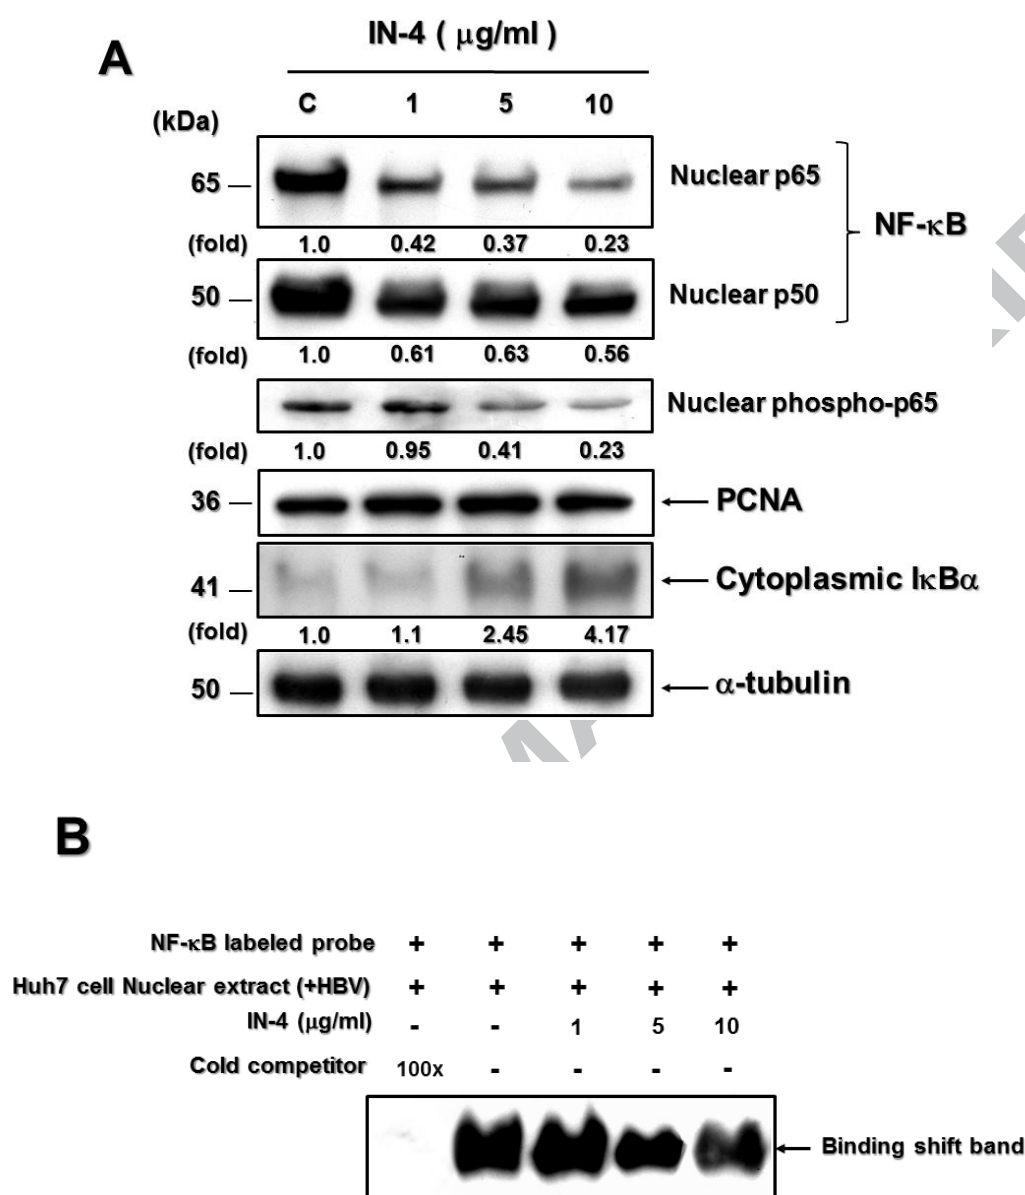 A
IN-4 ( μg/ml )
C 1 5 10
(kDa)
65 Nuclear p65
(fold) 1.0 0.42 0.37 0.23
NF-κB
50 Nuclear p50
(fold) 1.0 0.61 0.63 0.56
Nuclear phospho-p65
(fold) 1.0 0.95 0.41 0.23
36 PCNA
41 Cytoplasmic IκBα
(fold) 1.0 1.1 2.45 4.17
50 α-tubulin
B
NF-κB labeled probe + + + + +
Huh7 cell Nuclear extract (+HBV) + + + + +
IN-4 (μg/ml) - - 1 5 10
Cold competitor 100x - - - -
Binding shift band